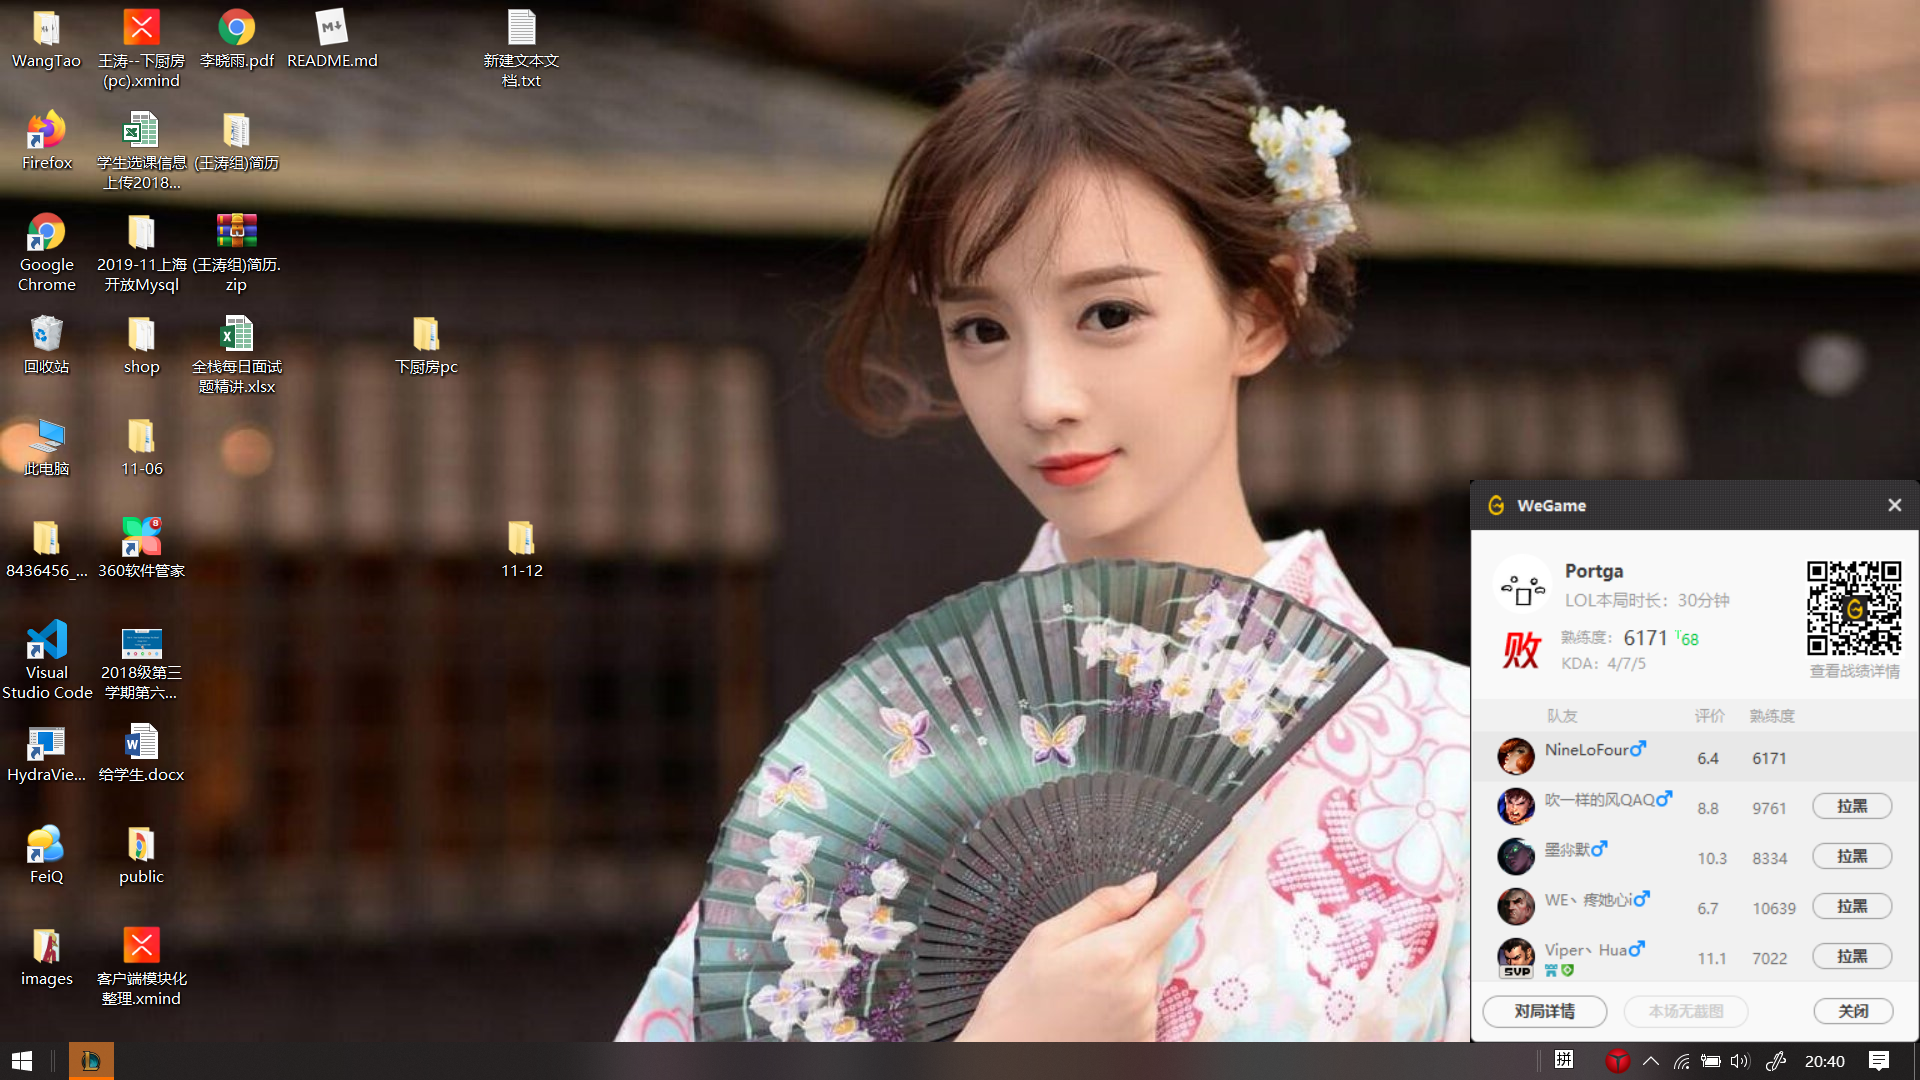 WangTao
王涛--下厨房
(pc).xmind
李晓雨.pdf
README.md
新建文本文
档.txt
Firefox
学生选课信息
上传2018...
(王涛组)简历
Google
Chrome
2019-11上海
开放Mysql
(王涛组)简历.
zip
回收站
shop
全栈每日面试
题精讲.xlsx
下厨房pc
此电脑
11-06
8436456_...
360软件管家
11-12
Visual
Studio Code
2018级第三
学期第六...
HydraVie...
给学生.docx
FeiQ
public
images
客户端模块化
整理.xmind
WeGame
Portga
LOL本局时长：30分钟
败
熟练度：6171 68
KDA：4/7/5
查看战绩详情
队友 评价 熟练度
NineLoFour 6.4 6171
吹一样的风QAQ 8.8 9761 拉黑
墨尛默 10.3 8334 拉黑
WE丶疼她心i 6.7 10639 拉黑
Viper丶Hua 11.1 7022 拉黑
SVP
对局详情 本场无截图 关闭
拼 20:40